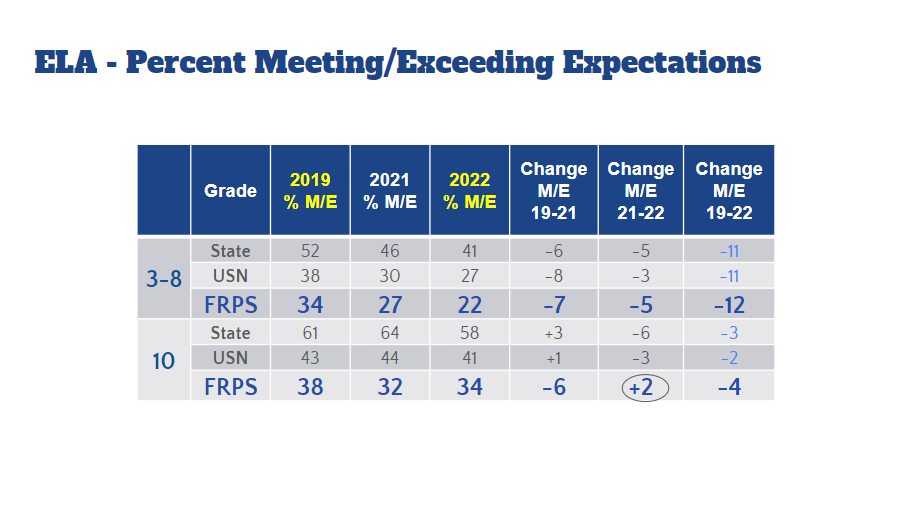 ELA - Percent Meeting/Exceeding Expectations
Grade 2019 % M/E 2021 % M/E 2022 % M/E Change M/E 19-21 Change M/E 21-22 Change M/E 19-22
3-8
State 52 46 41 -6 -5 -11
USN 38 30 27 -8 -3 -11
FRPS 34 27 22 -7 -5 -12
10
State 61 64 58 +3 -6 -3
USN 43 44 41 +1 -3 -2
FRPS 38 32 34 -6 +2 -4